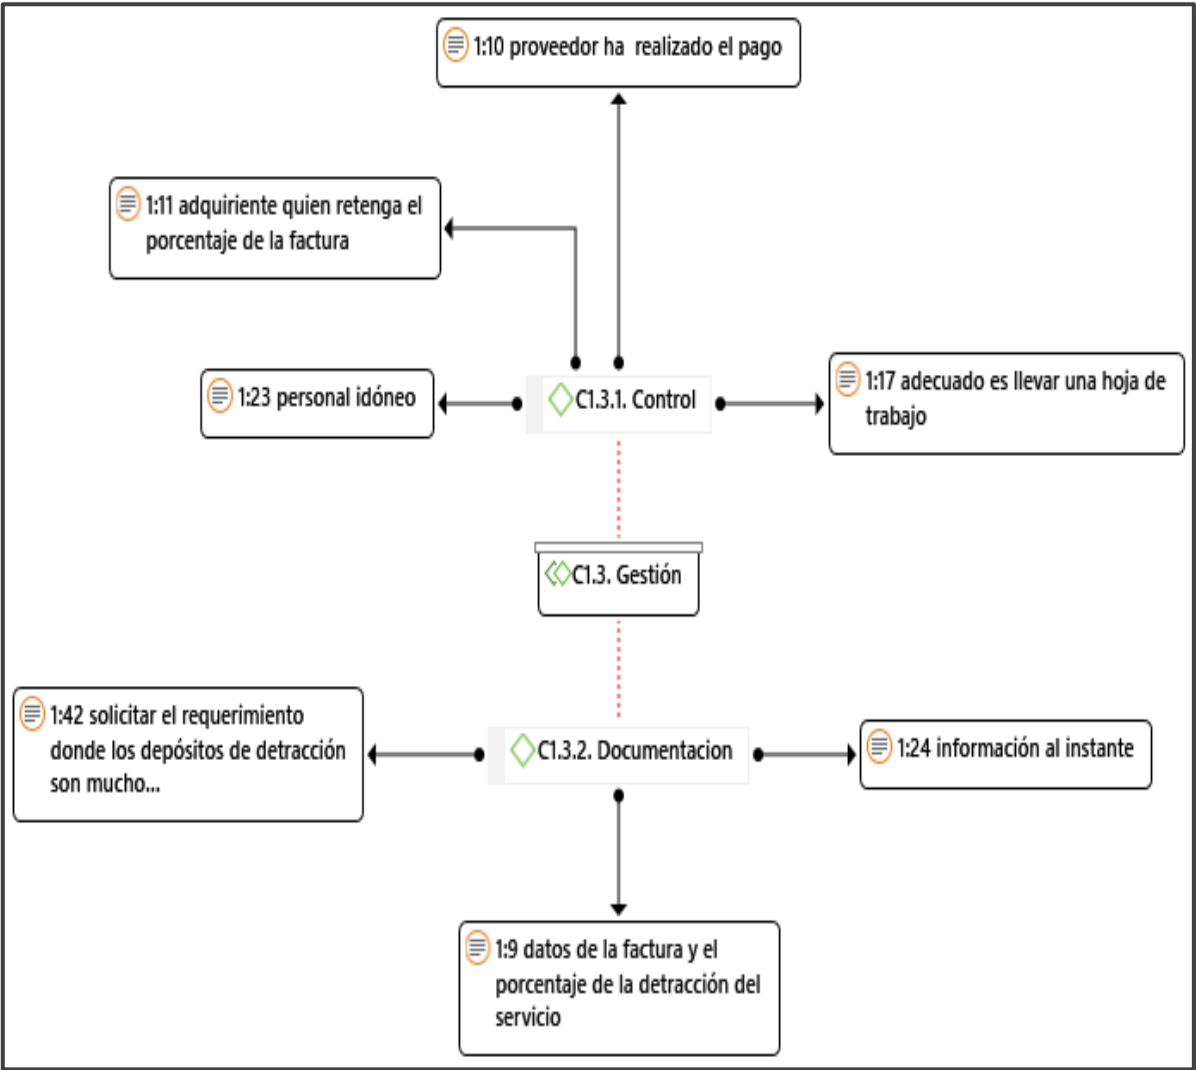 1:10 proveedor ha realizado el pago
1:11 adquiriente quien retenga el
porcentaje de la factura
1:23 personal idóneo
C1.3.1. Control
1:17 adecuado es llevar una hoja de
trabajo
C1.3. Gestión
1:42 solicitar el requerimiento
donde los depósitos de detracción
son mucho...
C1.3.2. Documentacion
1:24 información al instante
1:9 datos de la factura y el
porcentaje de la detracción del
servicio